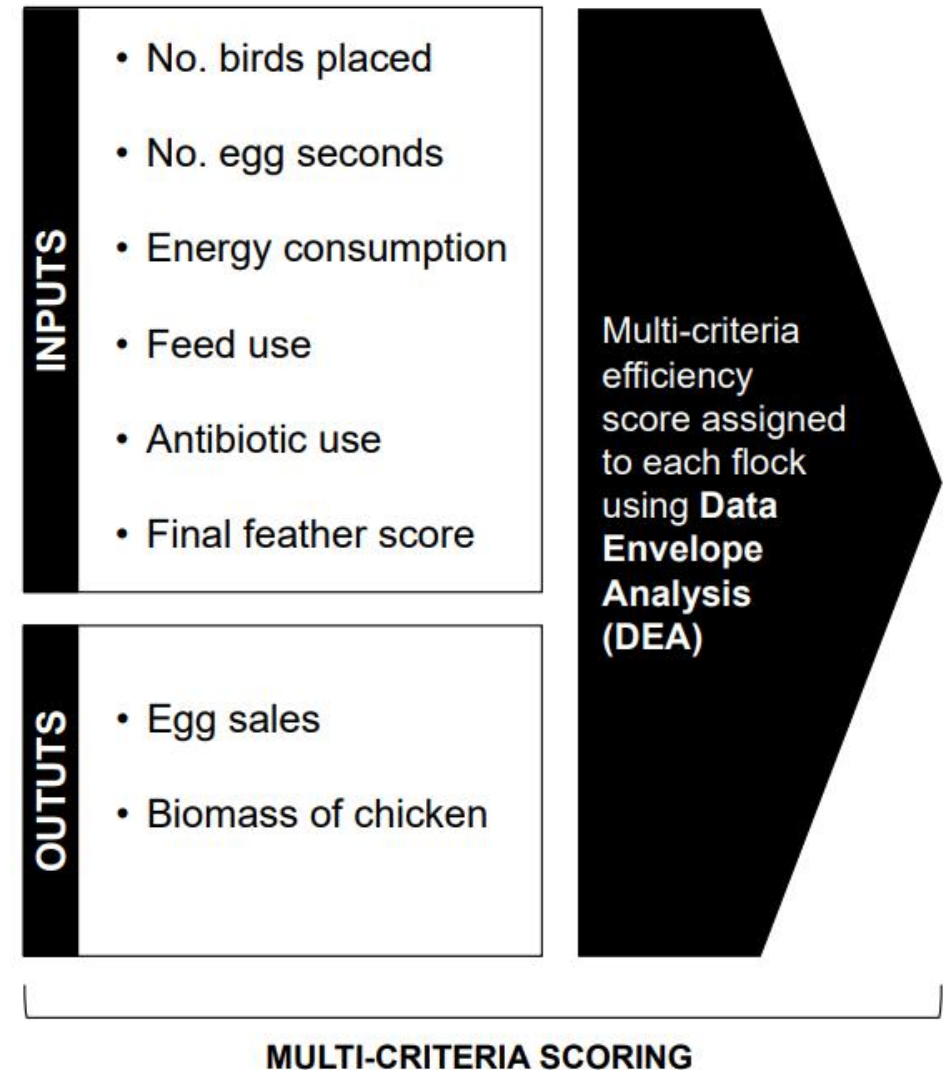 INPUTS
• No. birds placed
• No. egg seconds
• Energy consumption
• Feed use
• Antibiotic use
• Final feather score
OUTUTS
• Egg sales
• Biomass of chicken
Multi-criteria
efficiency
score assigned
to each flock
using Data
Envelope
Analysis
(DEA)
MULTI-CRITERIA SCORING